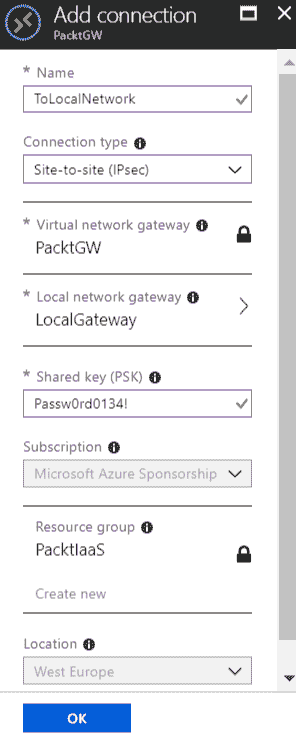 Add connection
PacktGW
* Name
ToLocalNetwork
Connection type
Site-to-site (IPsec)
* Virtual network gateway
PacktGW
* Local network gateway
LocalGateway
* Shared key (PSK)
Passw0rd0134!
Subscription
Microsoft Azure Sponsorship
Resource group
PacktIaaS
Create new
Location
West Europe
OK